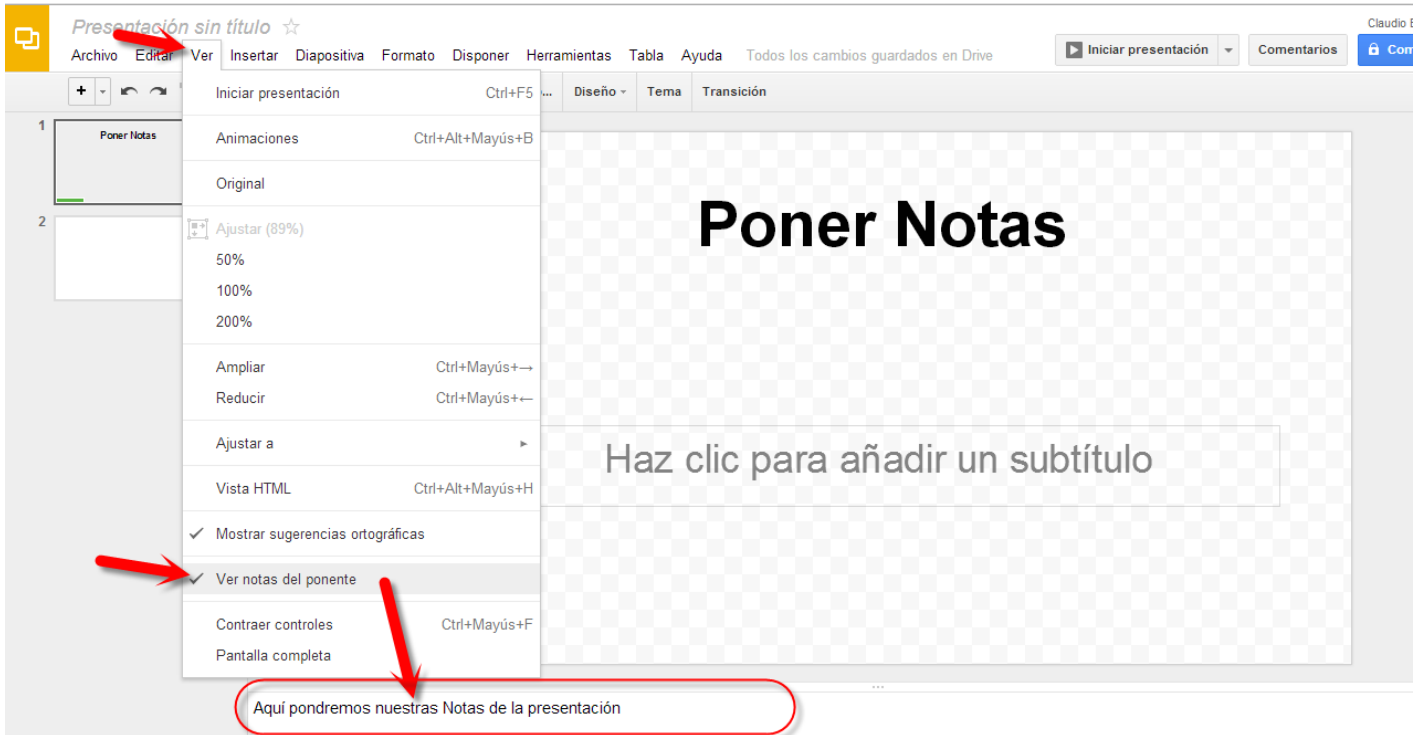 Presentación sin título
Claudio
Archivo Editar Ver Insertar Diapositiva Formato Disponer Herramientas Tabla Ayuda Todos los cambios guardados en Drive
Iniciar presentación
Comentarios
Com
Iniciar presentación Ctrl+F5
... Diseño Tema Transición
Animaciones Ctrl+Alt+Mayús+B
Original
Ajustar (89%)
50%
100%
200%
Ampliar Ctrl+Mayús+→
Reducir Ctrl+Mayús+←
Ajustar a
Vista HTML Ctrl+Alt+Mayús+H
Mostrar sugerencias ortográficas
Ver notas del ponente
Contraer controles Ctrl+Mayús+F
Pantalla completa
1
Poner Notas
2
Poner Notas
Haz clic para añadir un subtítulo
Aquí pondremos nuestras Notas de la presentación